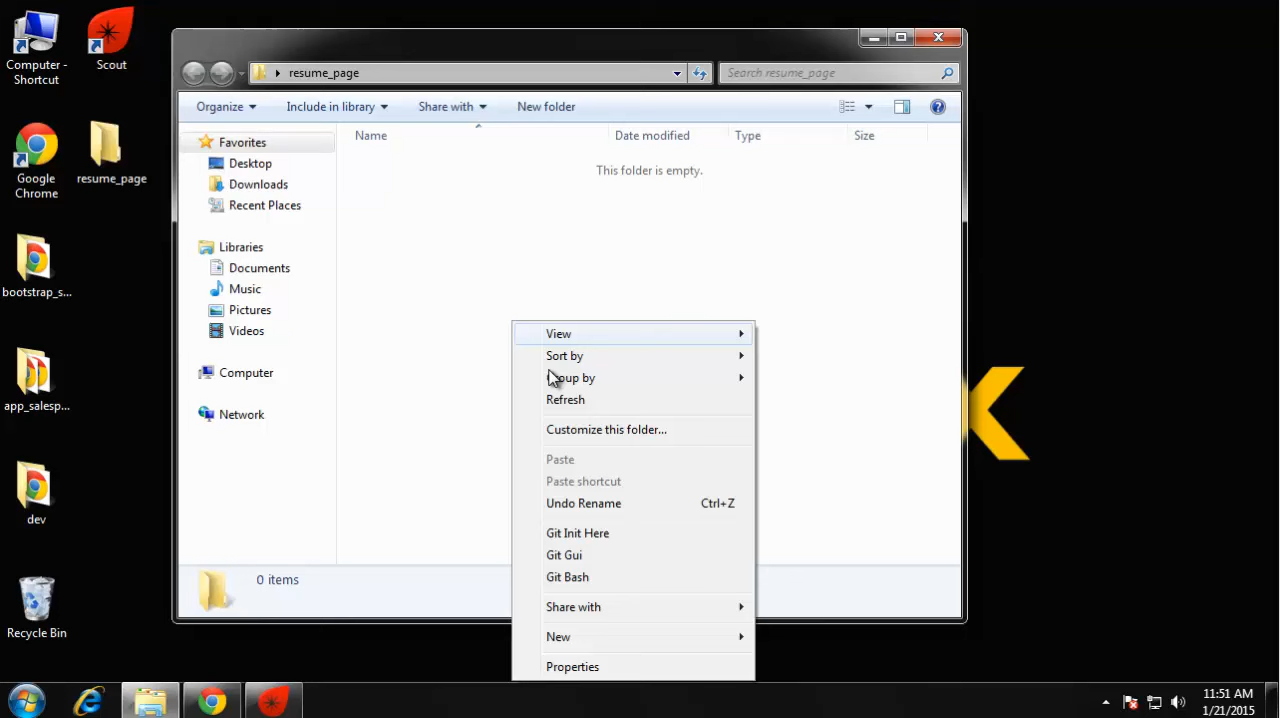 Computer -
Shortcut
Scout
Google
Chrome
resume_page
bootstrap_s...
app_salesp...
dev
Recycle Bin
resume_page
Search resume_page
Organize
Include in library
Share with
New folder
Name
Date modified
Type
Size
This folder is empty.
Favorites
Desktop
Downloads
Recent Places
Libraries
Documents
Music
Pictures
Videos
Computer
Network
0 items
View
Sort by
Group by
Refresh
Customize this folder...
Paste
Paste shortcut
Undo Rename Ctrl+Z
Git Init Here
Git Gui
Git Bash
Share with
New
Properties
11:51 AM
1/21/2015